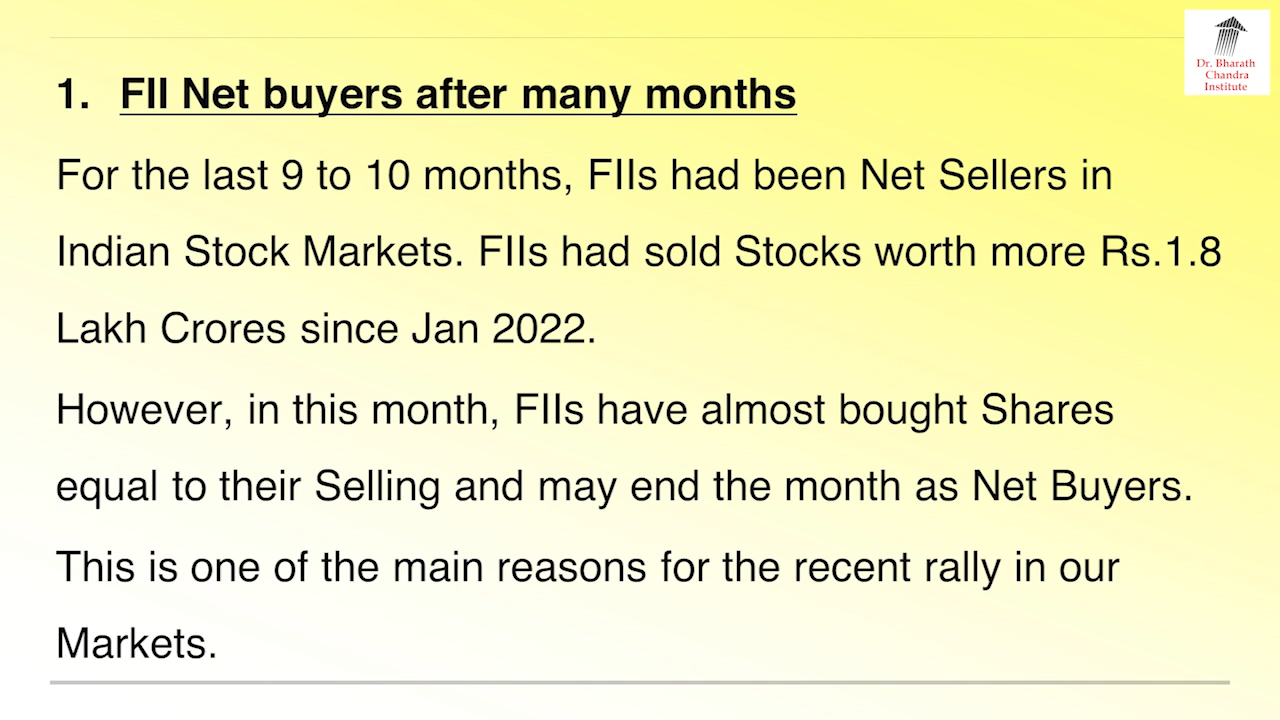 Dr. Bharath
Chandra
Institute
1. FII Net buyers after many months
For the last 9 to 10 months, FIIs had been Net Sellers in
Indian Stock Markets. FIIs had sold Stocks worth more Rs.1.8
Lakh Crores since Jan 2022.
However, in this month, FIIs have almost bought Shares
equal to their Selling and may end the month as Net Buyers.
This is one of the main reasons for the recent rally in our
Markets.